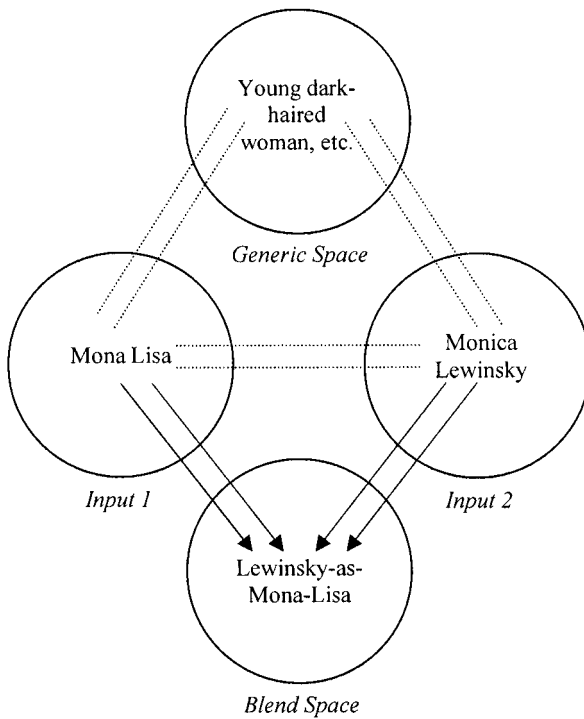 Young dark-
haired
woman, etc.
Generic Space
Mona Lisa
Monica
Lewinsky
Input 1
Input 2
Lewinsky-as-
Mona-Lisa
Blend Space